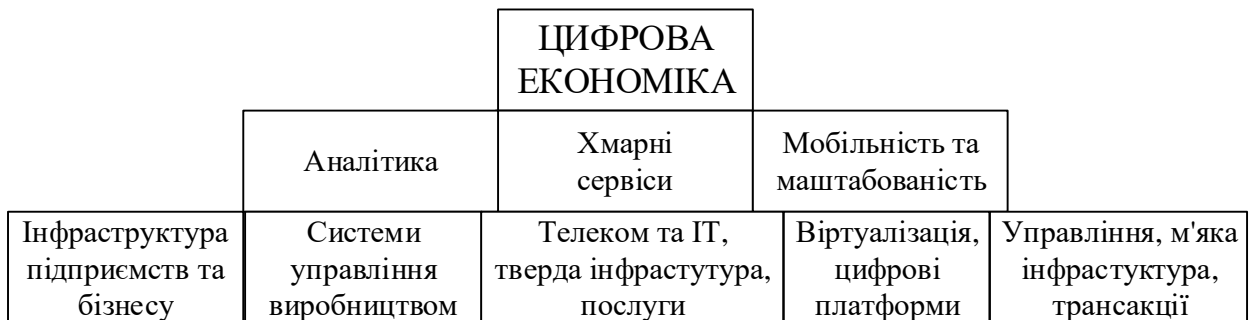 ЦИФРОВА
ЕКОНОМІКА
Аналітика
Хмарні
сервіси
Мобільність та
маштабованість
Інфраструктура
підприємств та
бізнесу
Системи
управління
виробництвом
Телеком та ІТ,
тверда інфрастутура,
послуги
Віртуалізація,
цифрові
платформи
Управління, м'яка
інфрастуктура,
трансакції